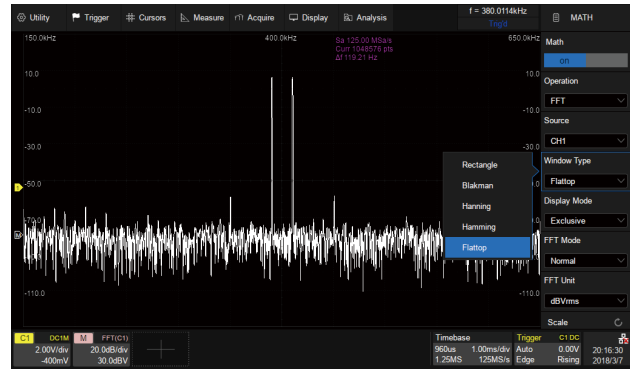 Utility Trigger Cursors Measure Acquire Display Analysis f = 380.0114kHz MATH
Trig'd
150.0kHz 400.0kHz Sa 125.00 MSa/s 650.0kHz Math
Curr 1048576 pts
Δf 119.21 Hz
on
10.0 10.0 Operation
FFT
-10.0 -10.0
Source
CH1
-30.0 -30.0
Rectangle Window Type
Blakman Flattop
-50.0
Hanning Display Mode
-70.0 Hamming Exclusive
M Flattop FFT Mode
Normal
-110.0 -110.0 FFT Unit
dBVrms
Scale
C1 DC1M M FFT(C1) Timebase Trigger C1 DC
2.00V/div 20.0dB/div 960us 1.00ms/div Auto 0.00V 20:16:30
-400mV 30.0dBV 1.25MS 125MS/s Edge Rising 2018/3/7